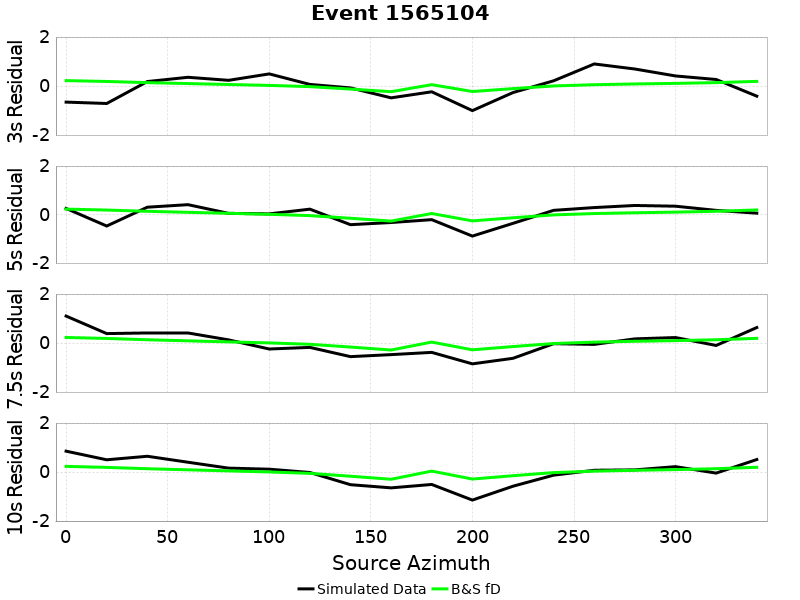 Event 1565104
3s Residual
2
0
-2
5s Residual
2
0
-2
7.5s Residual
2
0
-2
10s Residual
2
0
-2
0 50 100 150 200 250 300
Source Azimuth
Simulated Data B&S fD